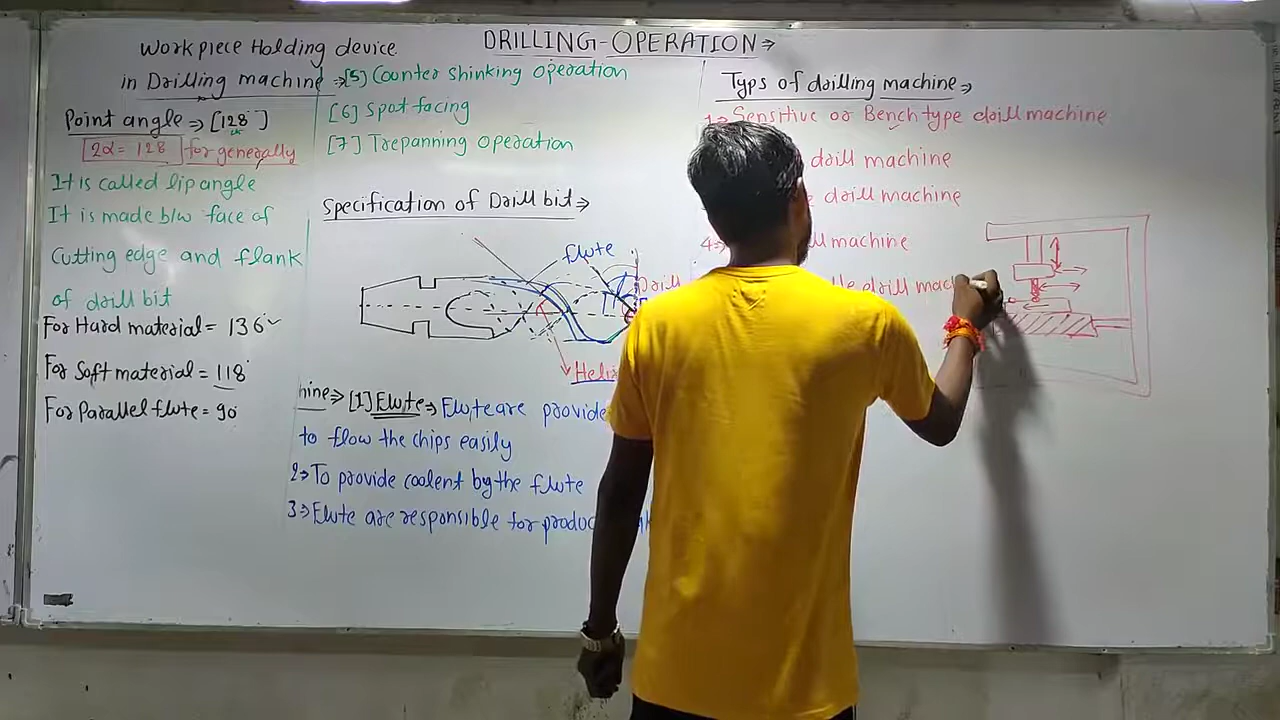 DRILLING-OPERATION⇒
Workpiece Holding device
in Drilling machine ⇒
Point angle ⇒ [128°]
2α = 128 for generally
It is called lip angle
It is made b/w face of
Cutting edge and flank
of drill bit
For Hard material = 136
For Soft material = 118
For Parallel flute = 90
[5] Counter shinking operation
[6] Spot facing
[7] Trepanning operation
Specification of Drill bit ⇒
flute
Drill
Helix
hine ⇒ [1] Flute ⇒ Flute are provide
to flow the chips easily
2⇒ To provide coolent by the flute
3⇒ Flute are responsible for produc
Typs of drilling machine ⇒
1⇒ Sensitive or Bench type drill machine
drill machine
drill machine
4⇒ machine
drill mac